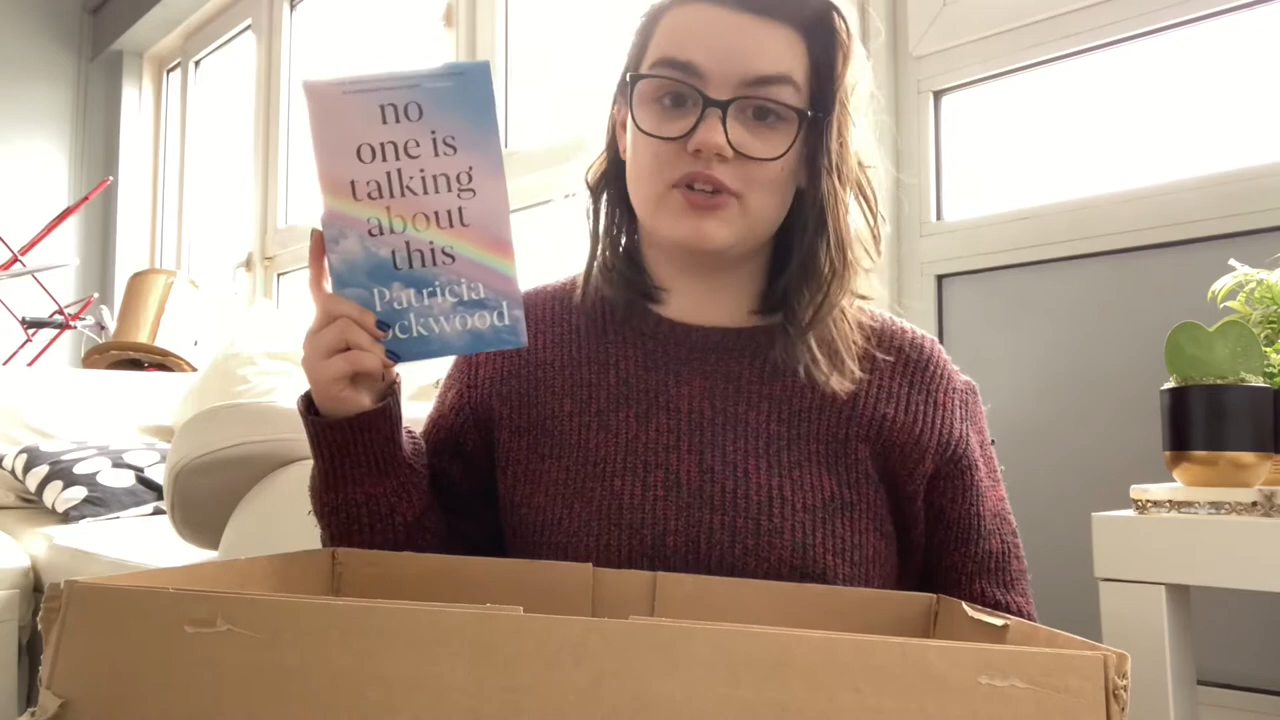 no
one is
talking
about
this
Patricia
ockwood